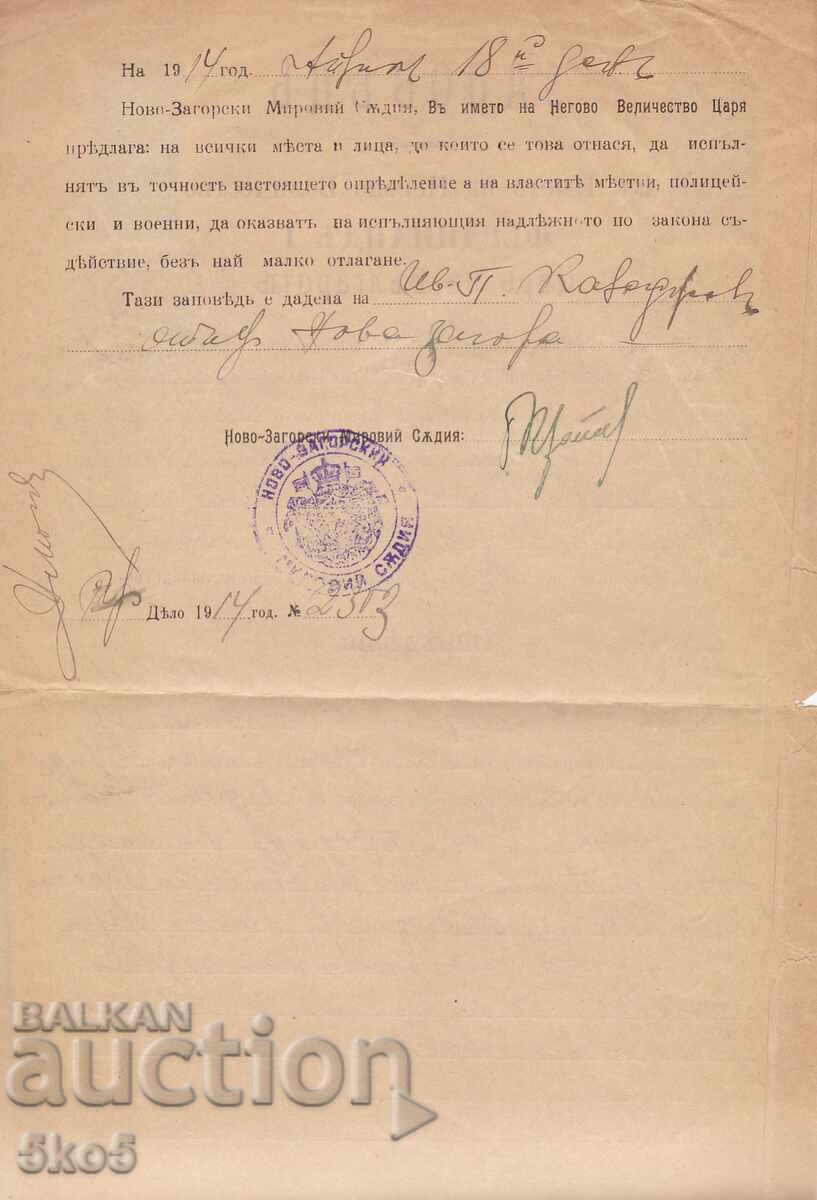 На 1914 год. Априлъ 18й день
Ново-Загорски Мировий Сѫдия, Въ името на Негово Величество Царя
прѣдлага: на всички мѣста и лица, до които се това отнася, да испъл-
нятъ въ точность настоящето опрѣдѣление а на властитѣ мѣстни, полицей-
ски и военни, да оказватъ на испълняющия надлѣжното по закона съ-
дѣйствие, безъ най малко отлагане.
Тази заповѣдь е дадена на Ив. П.
Нова Загора
Ново-Загорски Мировий Сѫдия:
НОВО-ЗАГОРСКИЙ
МИРОВИЙ СѪДИЯ
Дѣло 1914 год. № 2303
BALKAN
auction
5ko5